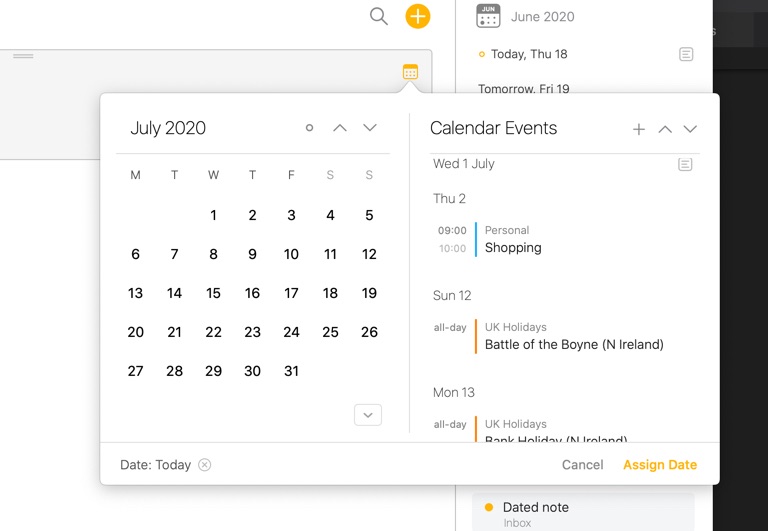 JUN
June 2020
Today, Thu 18
Tomorrow, Fri 19
July 2020
M T W T F S S
1 2 3 4 5
6 7 8 9 10 11 12
13 14 15 16 17 18 19
20 21 22 23 24 25 26
27 28 29 30 31
Date: Today
Calendar Events
Wed 1 July
Thu 2
09:00 Personal
10:00 Shopping
Sun 12
all-day UK Holidays
Battle of the Boyne (N Ireland)
Mon 13
all-day UK Holidays
Bank Holiday (N Ireland)
Cancel Assign Date
Dated note
Inbox